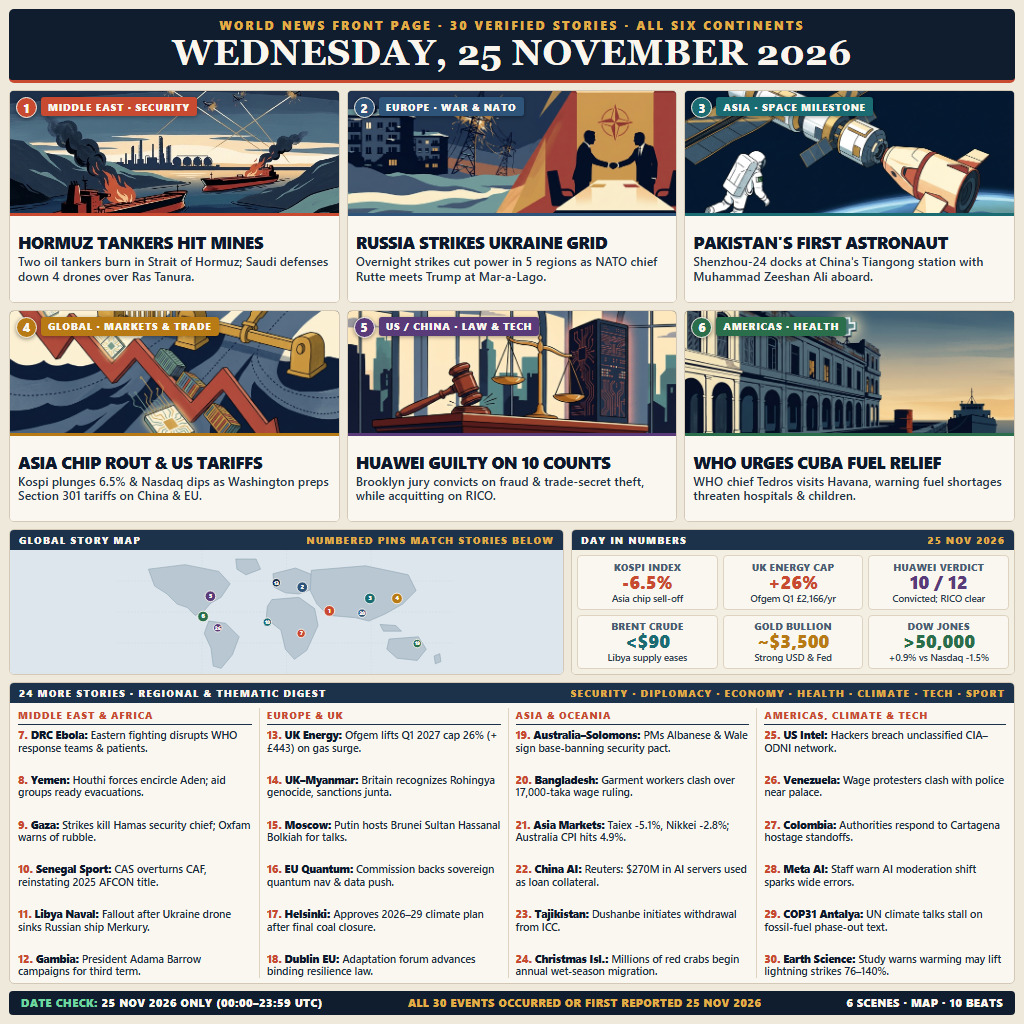 WORLD NEWS FRONT PAGE · 30 VERIFIED STORIES · ALL SIX CONTINENTS
WEDNESDAY, 25 NOVEMBER 2026
1 MIDDLE EAST · SECURITY
HORMUZ TANKERS HIT MINES
Two oil tankers burn in Strait of Hormuz; Saudi defenses
down 4 drones over Ras Tanura.
2 EUROPE · WAR & NATO
RUSSIA STRIKES UKRAINE GRID
Overnight strikes cut power in 5 regions as NATO chief
Rutte meets Trump at Mar-a-Lago.
3 ASIA · SPACE MILESTONE
PAKISTAN'S FIRST ASTRONAUT
Shenzhou-24 docks at China's Tiangong station with
Muhammad Zeeshan Ali aboard.
4 GLOBAL · MARKETS & TRADE
ASIA CHIP ROUT & US TARIFFS
Kospi plunges 6.5% & Nasdaq dips as Washington preps
Section 301 tariffs on China & EU.
5 US / CHINA · LAW & TECH
HUAWEI GUILTY ON 10 COUNTS
Brooklyn jury convicts on fraud & trade-secret theft,
while acquitting on RICO.
6 AMERICAS · HEALTH
WHO URGES CUBA FUEL RELIEF
WHO chief Tedros visits Havana, warning fuel shortages
threaten hospitals & children.
GLOBAL STORY MAP
NUMBERED PINS MATCH STORIES BELOW
DAY IN NUMBERS
25 NOV 2026
KOSPI INDEX
-6.5%
Asia chip sell-off
UK ENERGY CAP
+26%
Ofgem Q1 £2,166/yr
HUAWEI VERDICT
10 / 12
Convicted; RICO clear
BRENT CRUDE
<$90
Libya supply eases
GOLD BULLION
~$3,500
Strong USD & Fed
DOW JONES
>50,000
+0.9% vs Nasdaq -1.5%
24 MORE STORIES · REGIONAL & THEMATIC DIGEST
SECURITY · DIPLOMACY · ECONOMY · HEALTH · CLIMATE · TECH · SPORT
MIDDLE EAST & AFRICA
7. DRC Ebola: Eastern fighting disrupts WHO
response teams & patients.
8. Yemen: Houthi forces encircle Aden; aid
groups ready evacuations.
9. Gaza: Strikes kill Hamas security chief; Oxfam
warns of rubble.
10. Senegal Sport: CAS overturns CAF,
reinstating 2025 AFCON title.
11. Libya Naval: Fallout after Ukraine drone
sinks Russian ship Merkury.
12. Gambia: President Adama Barrow
campaigns for third term.
EUROPE & UK
13. UK Energy: Ofgem lifts Q1 2027 cap 26% (+
£443) on gas surge.
14. UK–Myanmar: Britain recognizes Rohingya
genocide, sanctions junta.
15. Moscow: Putin hosts Brunei Sultan Hassanal
Bolkiah for talks.
16. EU Quantum: Commission backs sovereign
quantum nav & data push.
17. Helsinki: Approves 2026–29 climate plan
after final coal closure.
18. Dublin EU: Adaptation forum advances
binding resilience law.
ASIA & OCEANIA
19. Australia–Solomons: PMs Albanese & Wale
sign base-banning security pact.
20. Bangladesh: Garment workers clash over
17,000-taka wage ruling.
21. Asia Markets: Taiex -5.1%, Nikkei -2.8%;
Australia CPI hits 4.9%.
22. China AI: Reuters: $270M in AI servers used
as loan collateral.
23. Tajikistan: Dushanbe initiates withdrawal
from ICC.
24. Christmas Isl.: Millions of red crabs begin
annual wet-season migration.
AMERICAS, CLIMATE & TECH
25. US Intel: Hackers breach unclassified CIA–
ODNI network.
26. Venezuela: Wage protesters clash with police
near palace.
27. Colombia: Authorities respond to Cartagena
hostage standoffs.
28. Meta AI: Staff warn AI moderation shift
sparks wide errors.
29. COP31 Antalya: UN climate talks stall on
fossil-fuel phase-out text.
30. Earth Science: Study warns warming may lift
lightning strikes 76–140%.
DATE CHECK: 25 NOV 2026 ONLY (00:00–23:59 UTC)
ALL 30 EVENTS OCCURRED OR FIRST REPORTED 25 NOV 2026
6 SCENES · MAP · 10 BEATS